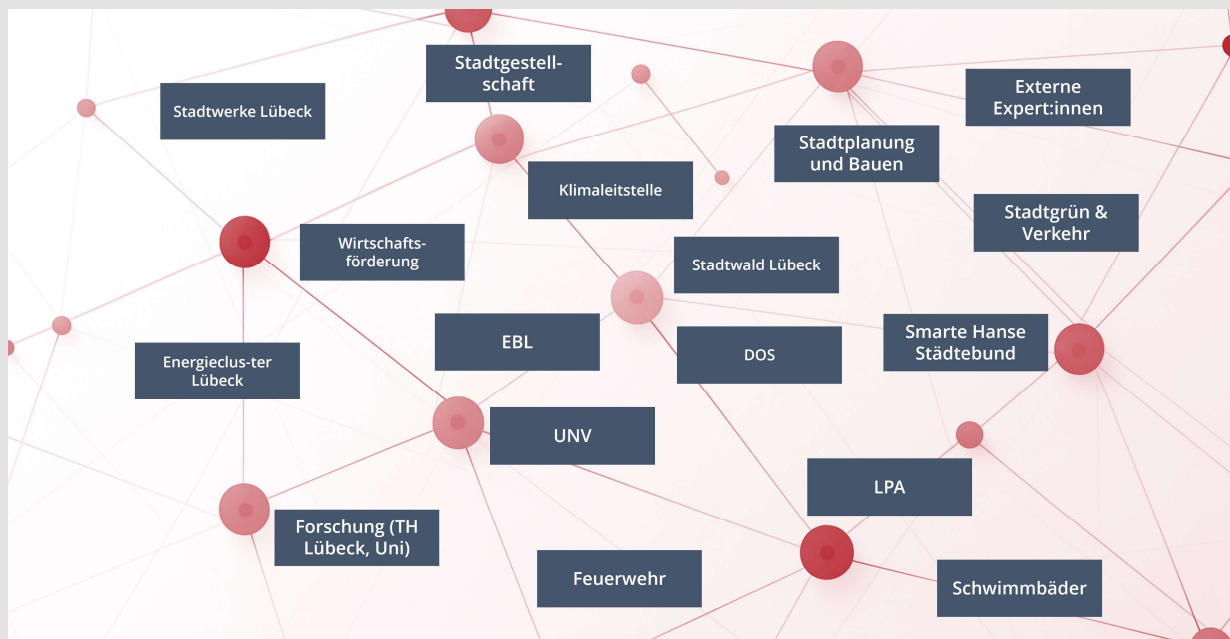 Stadtgestell-
schaft
Stadtwerke Lübeck
Externe
Expert:innen
Stadtplanung
und Bauen
Klimaleitstelle
Stadtgrün &
Verkehr
Wirtschafts-
förderung
Stadtwald Lübeck
EBL
DOS
Smarte Hanse
Städtebund
Energieclus-ter
Lübeck
UNV
LPA
Forschung (TH
Lübeck, Uni)
Feuerwehr
Schwimmbäder